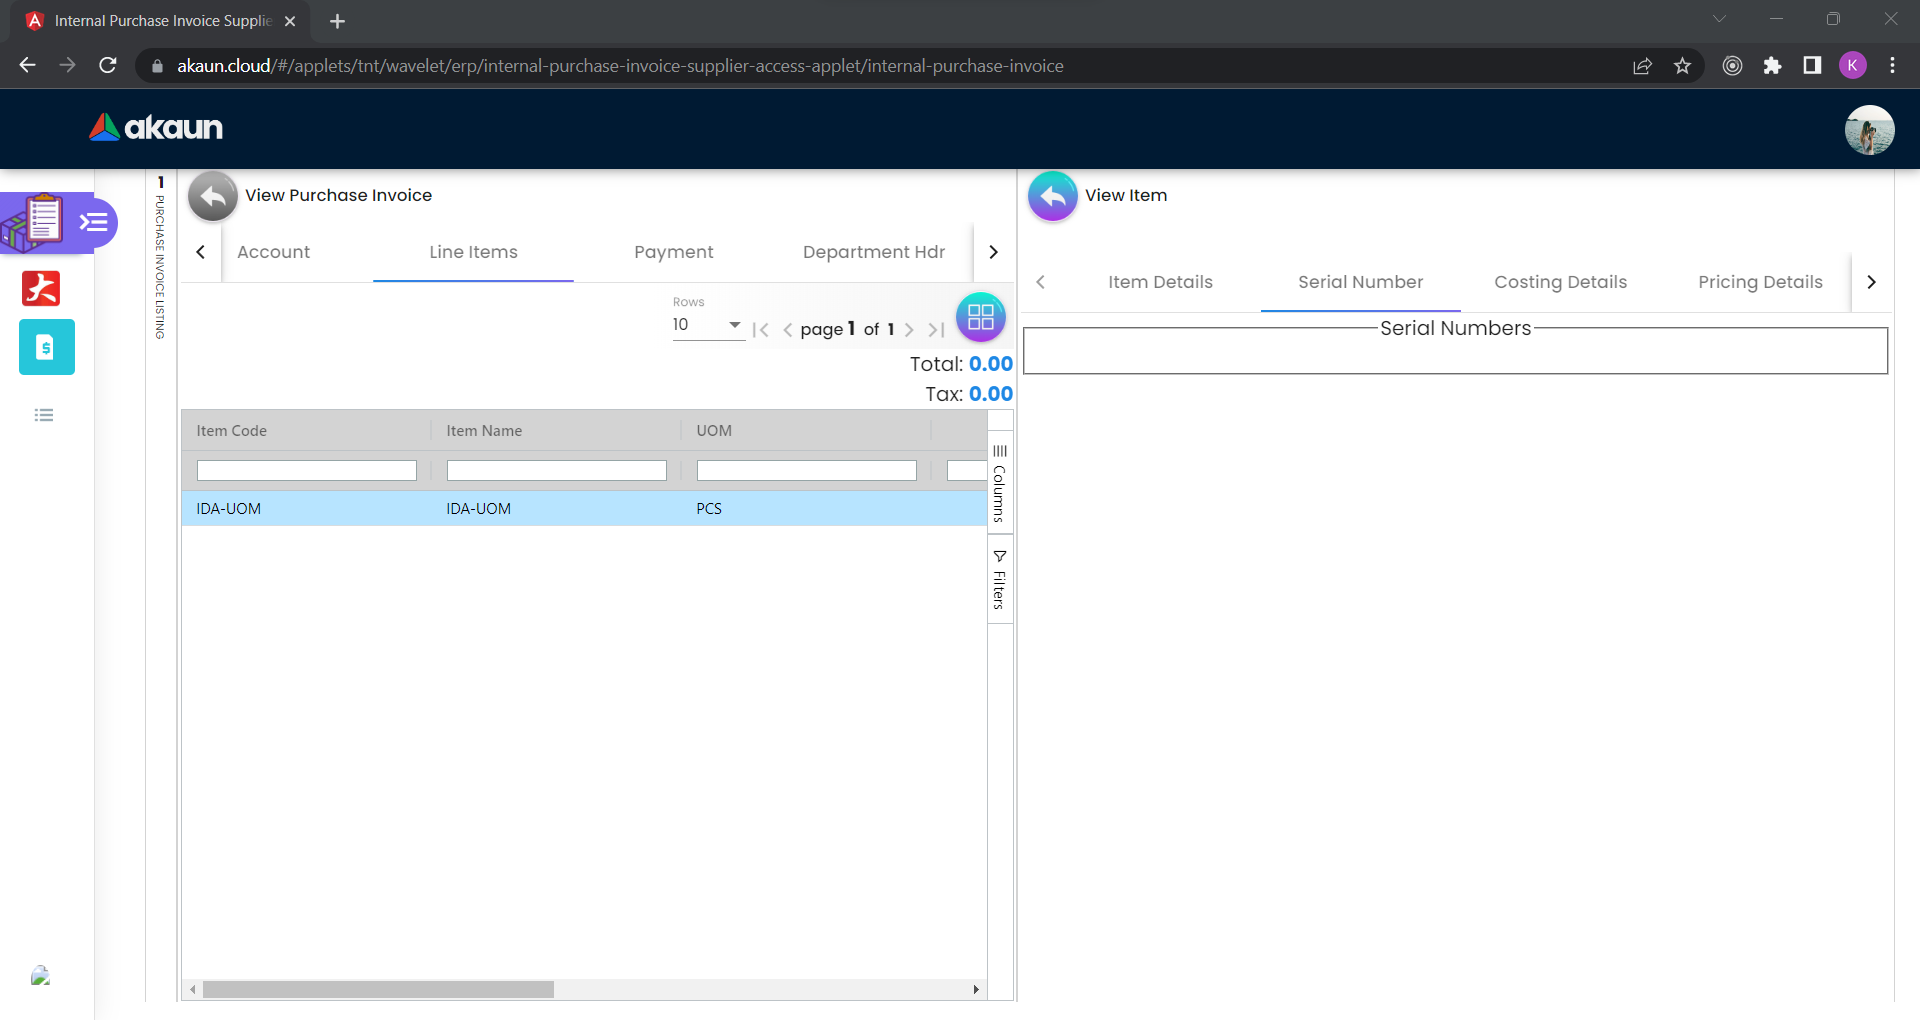 Internal Purchase Invoice Supplie
akaun.cloud/#/applets/tnt/wavelet/erp/internal-purchase-invoice-supplier-access-applet/internal-purchase-invoice
K
akaun
1 PURCHASE INVOICE LISTING
View Purchase Invoice
Account Line Items Payment Department Hdr
Rows
10
page 1 of 1
Total: 0.00
Tax: 0.00
Item Code Item Name UOM
IDA-UOM IDA-UOM PCS
Columns
Filters
View Item
Item Details Serial Number Costing Details Pricing Details
Serial Numbers